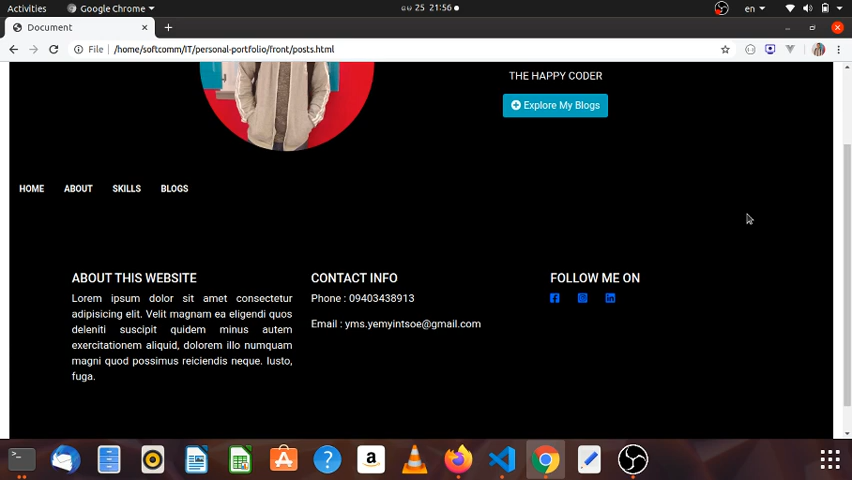 Activities
Google Chrome
25 21:56
en
Document
File
/home/softcomm/IT/personal-portfolio/front/posts.html
THE HAPPY CODER
Explore My Blogs
HOME ABOUT SKILLS BLOGS
ABOUT THIS WEBSITE
Lorem ipsum dolor sit amet consectetur
adipisicing elit. Velit magnam ea eligendi quos
deleniti suscipit quidem minus autem
exercitationem aliquid, dolorem illo numquam
magni quod possimus reiciendis neque. Iusto,
fuga.
CONTACT INFO
Phone : 09403438913
Email : yms.yemyintsoe@gmail.com
FOLLOW ME ON